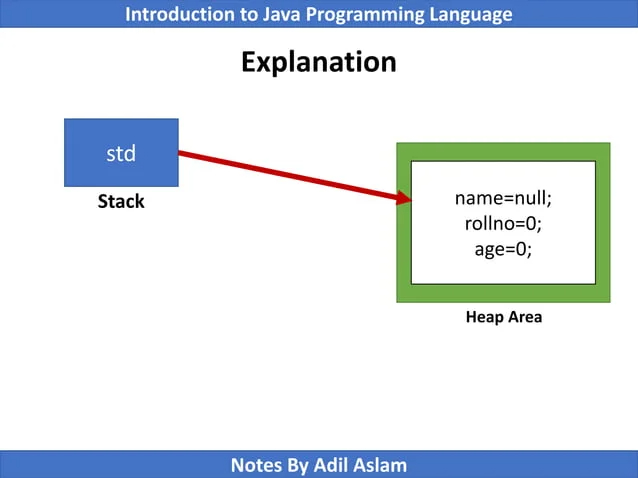 Introduction to Java Programming Language
Explanation
std
Stack
name=null;
rollno=0;
age=0;
Heap Area
Notes By Adil Aslam